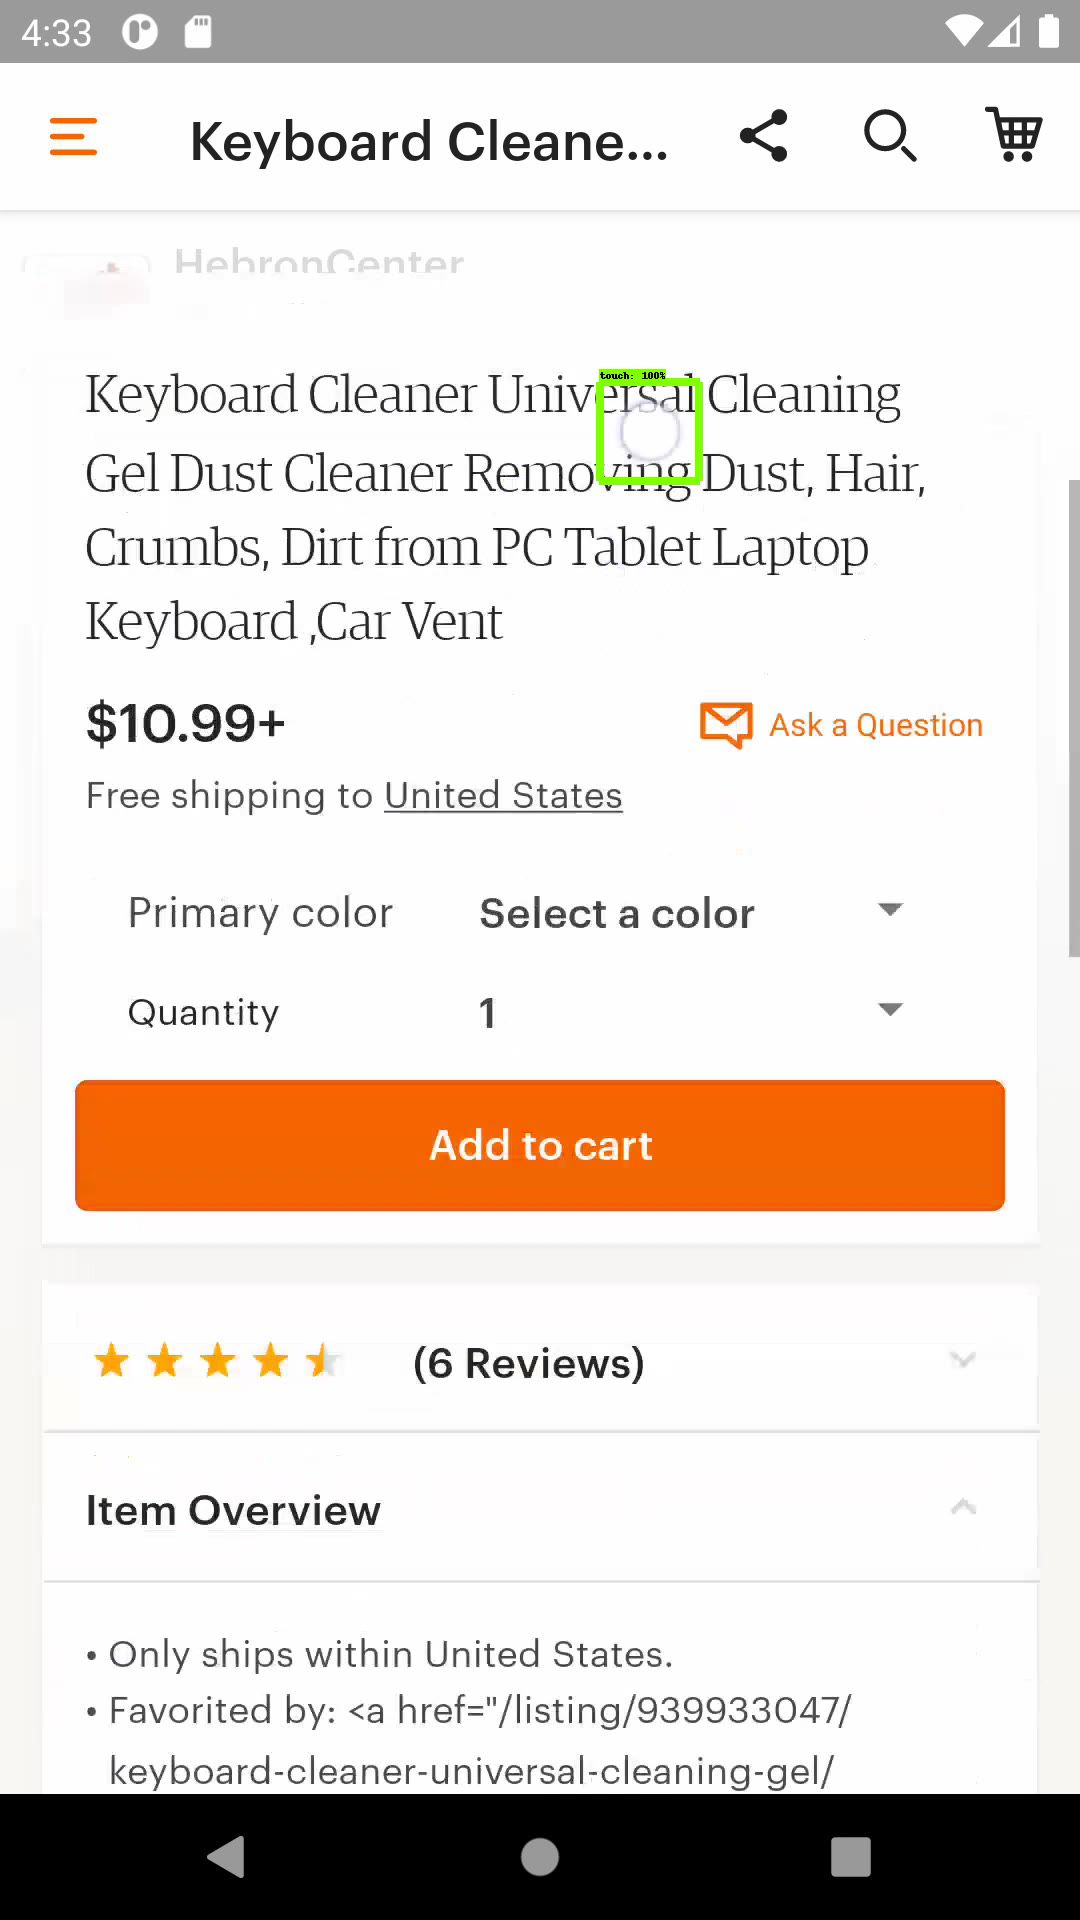 4:33
Keyboard Cleane...
HebronCenter
touch: 100%
Keyboard Cleaner Universal Cleaning
Gel Dust Cleaner Removing Dust, Hair,
Crumbs, Dirt from PC Tablet Laptop
Keyboard ,Car Vent
$10.99+
Ask a Question
Free shipping to United States
Primary color Select a color
Quantity 1
Add to cart
(6 Reviews)
Item Overview
• Only ships within United States.
• Favorited by: <a href="/listing/939933047/
keyboard-cleaner-universal-cleaning-gel/